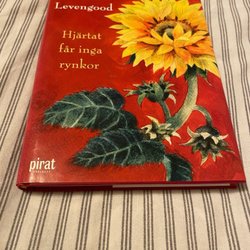 Levengood
Hjärtat
får inga
rynkor
pirat